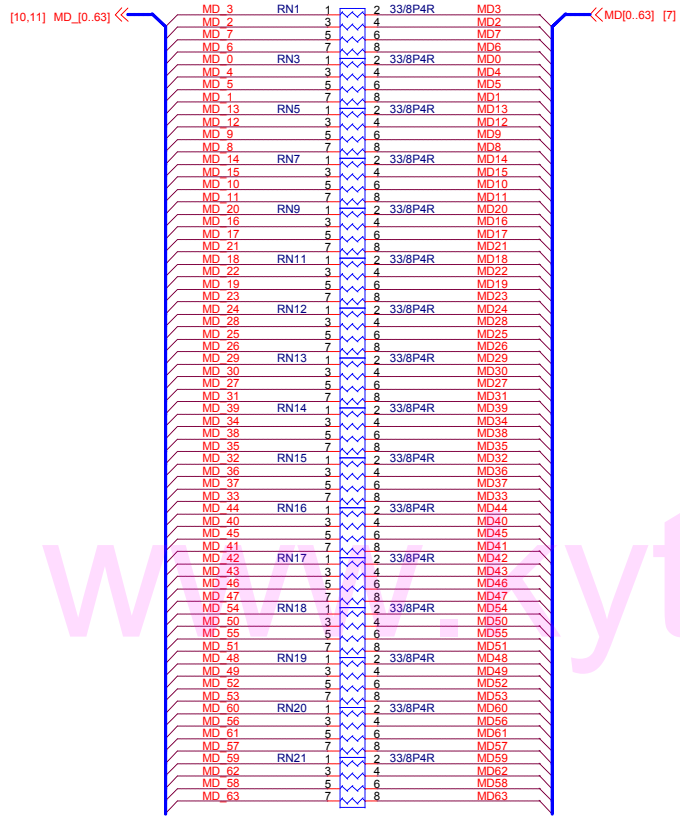 [10,11] MD_[0..63] MD[0..63] [7]
MD_3 RN1 1 2 33/8P4R MD3
MD_2 3 4 MD2
MD_7 5 6 MD7
MD_6 7 8 MD6
MD_0 RN3 1 2 33/8P4R MD0
MD_4 3 4 MD4
MD_5 5 6 MD5
MD_1 7 8 MD1
MD_13 RN5 1 2 33/8P4R MD13
MD_12 3 4 MD12
MD_9 5 6 MD9
MD_8 7 8 MD8
MD_14 RN7 1 2 33/8P4R MD14
MD_15 3 4 MD15
MD_10 5 6 MD10
MD_11 7 8 MD11
MD_20 RN9 1 2 33/8P4R MD20
MD_16 3 4 MD16
MD_17 5 6 MD17
MD_21 7 8 MD21
MD_18 RN11 1 2 33/8P4R MD18
MD_22 3 4 MD22
MD_19 5 6 MD19
MD_23 7 8 MD23
MD_24 RN12 1 2 33/8P4R MD24
MD_28 3 4 MD28
MD_25 5 6 MD25
MD_26 7 8 MD26
MD_29 RN13 1 2 33/8P4R MD29
MD_30 3 4 MD30
MD_27 5 6 MD27
MD_31 7 8 MD31
MD_39 RN14 1 2 33/8P4R MD39
MD_34 3 4 MD34
MD_38 5 6 MD38
MD_35 7 8 MD35
MD_32 RN15 1 2 33/8P4R MD32
MD_36 3 4 MD36
MD_37 5 6 MD37
MD_33 7 8 MD33
MD_44 RN16 1 2 33/8P4R MD44
MD_40 3 4 MD40
MD_45 5 6 MD45
MD_41 7 8 MD41
MD_42 RN17 1 2 33/8P4R MD42
MD_43 3 4 MD43
MD_46 5 6 MD46
MD_47 7 8 MD47
MD_54 RN18 1 2 33/8P4R MD54
MD_50 3 4 MD50
MD_55 5 6 MD55
MD_51 7 8 MD51
MD_48 RN19 1 2 33/8P4R MD48
MD_49 3 4 MD49
MD_52 5 6 MD52
MD_53 7 8 MD53
MD_60 RN20 1 2 33/8P4R MD60
MD_56 3 4 MD56
MD_61 5 6 MD61
MD_57 7 8 MD57
MD_59 RN21 1 2 33/8P4R MD59
MD_62 3 4 MD62
MD_58 5 6 MD58
MD_63 7 8 MD63
www.kyt